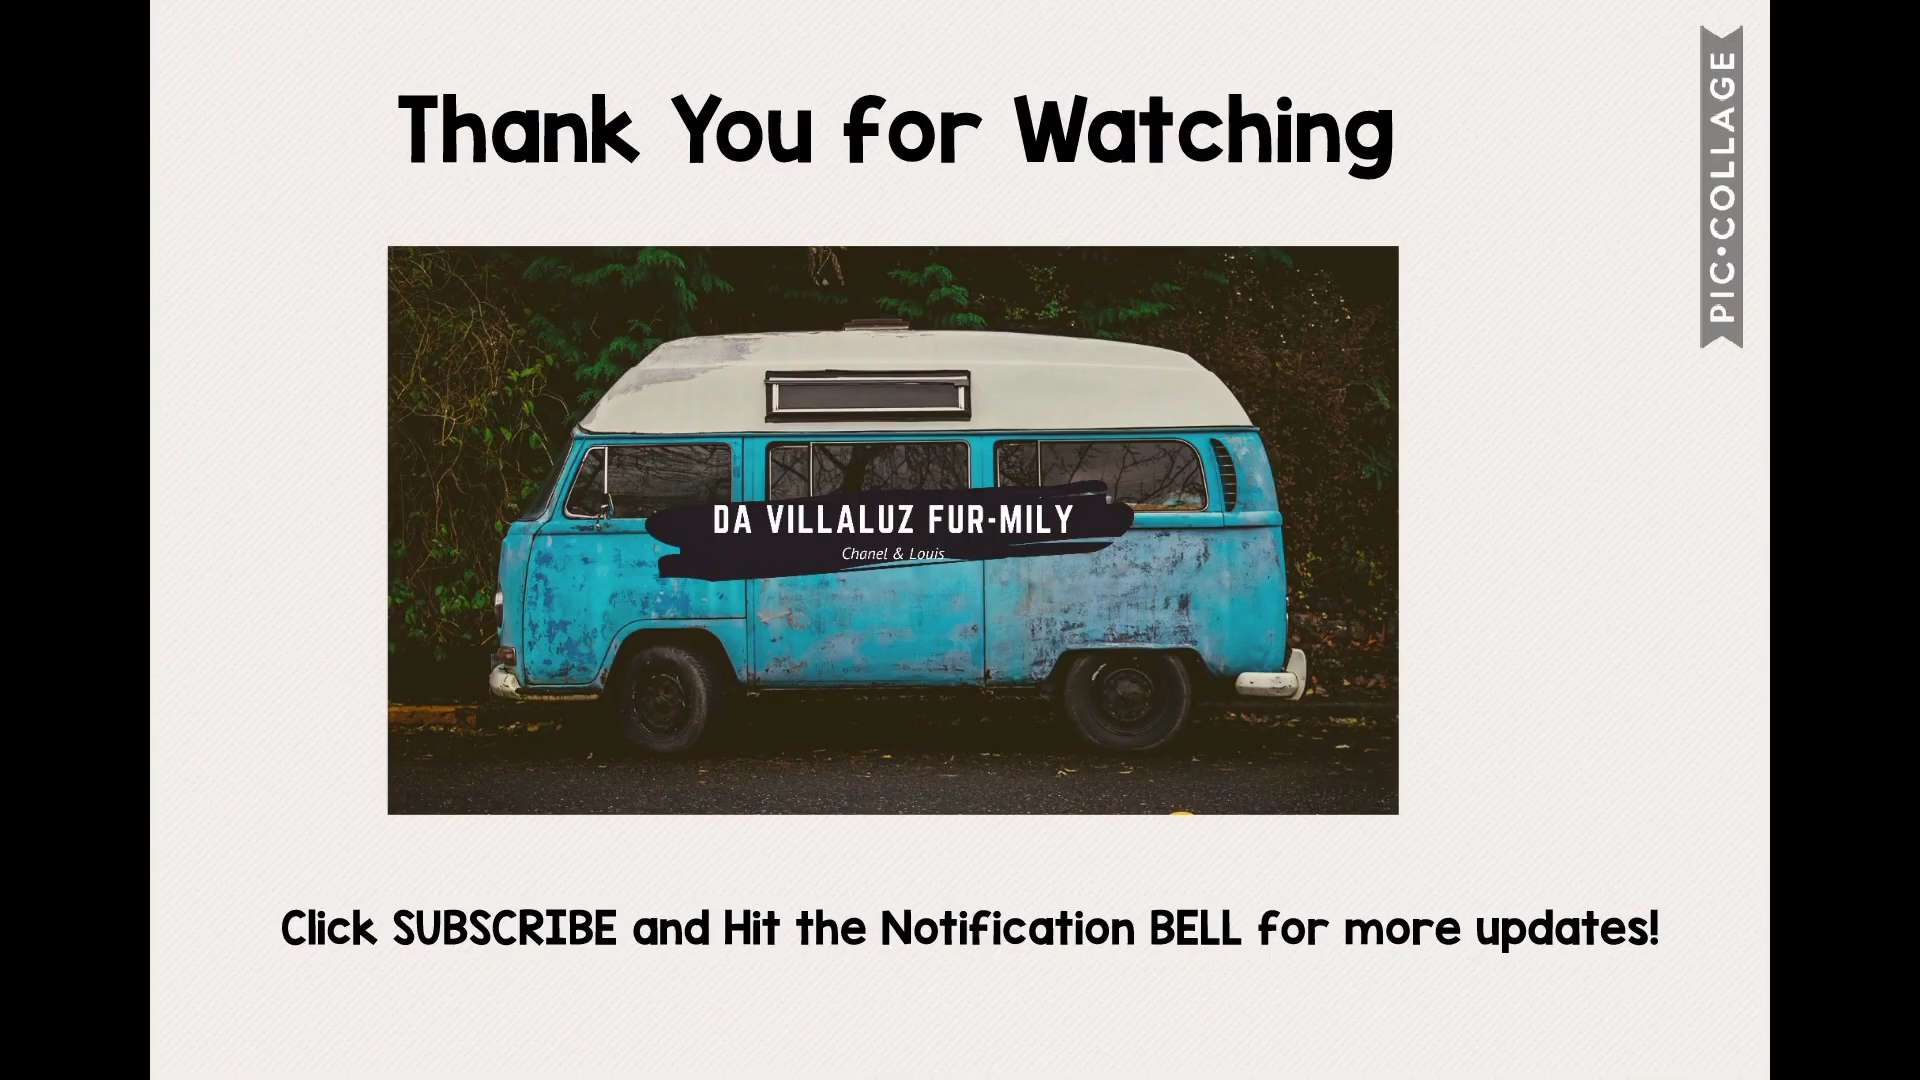 Thank You for Watching
PIC•COLLAGE
DA VILLALUZ FUR-MILY
Chanel & Louis
Click SUBSCRIBE and Hit the Notification BELL for more updates!